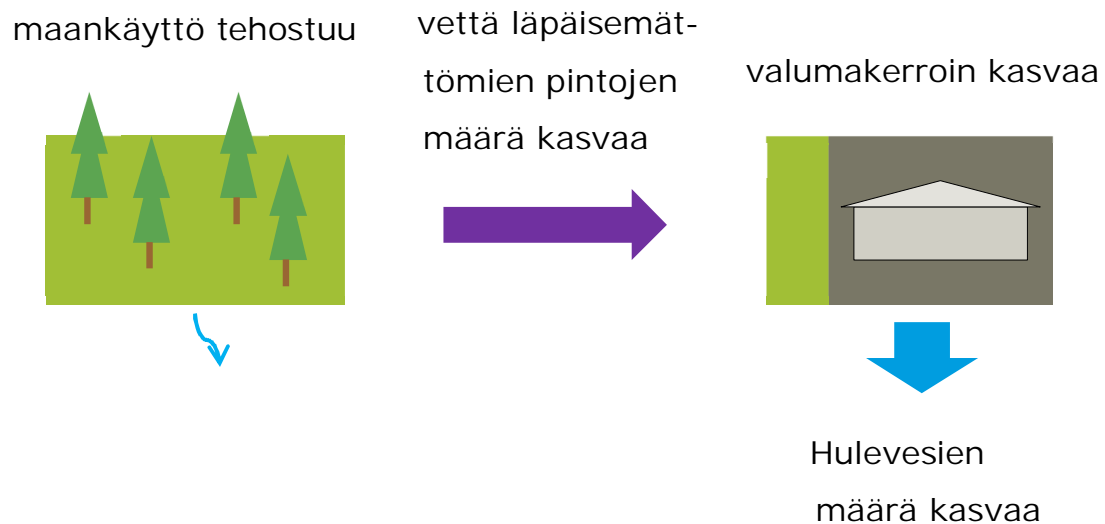 maankäyttö tehostuu
vettä läpäisemät-
tömien pintojen
määrä kasvaa
valumakerroin kasvaa
Hulevesien
määrä kasvaa